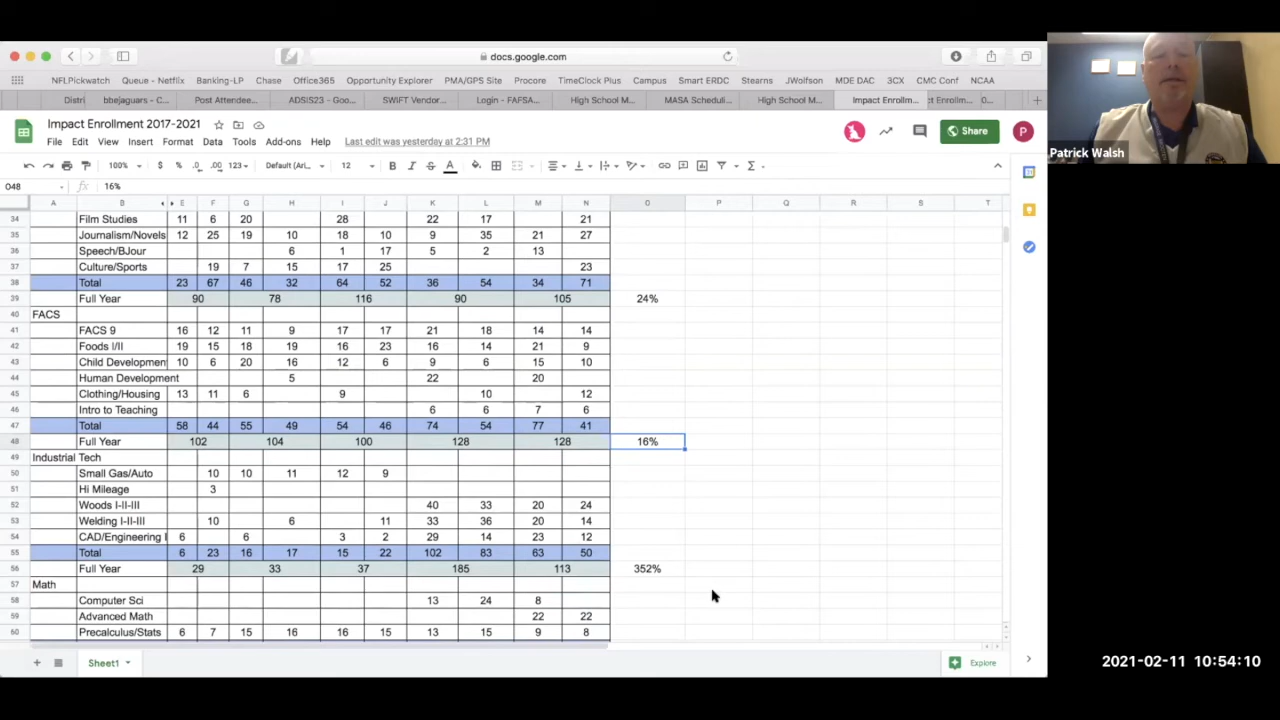 docs.google.com
NFLPickwatch Queue - Netflix Banking-LP Chase Office365 Opportunity Explorer PMA/GPS Site Procore TimeClock Plus Campus Smart ERDC Stearns JWolfson MDE DAC 3CX CMC Conf NCAA
Distri bbejaguars – C... Post Attendee... ADSIS23 – Goo... SWIFT Vendor... Login – FAFSA... High School M... MASA Scheduli... High School M... Impact Enrollm... ct Enrollm... 0...
Impact Enrollment 2017-2021
File Edit View Insert Format Data Tools Add-ons Help Last edit was yesterday at 2:31 PM
Share P
100% $ % .0 .00 123 Default (Ari... 12 B I S A
O48 fx 16%
A B E F G H I J K L M N O P Q R S T
34 Film Studies 11 6 20 28 22 17 21
35 Journalism/Novels 12 25 19 10 18 10 9 35 21 27
36 Speech/BJour 6 1 17 5 2 13
37 Culture/Sports 19 7 15 17 25 23
38 Total 23 67 46 32 64 52 36 54 34 71
39 Full Year 90 78 116 90 105 24%
40 FACS
41 FACS 9 16 12 11 9 17 17 21 18 14 14
42 Foods I/II 19 15 18 19 16 23 16 14 21 9
43 Child Developmen 10 6 20 16 12 6 9 6 15 10
44 Human Development 5 22 20
45 Clothing/Housing 13 11 6 9 10 12
46 Intro to Teaching 6 6 7 6
47 Total 58 44 55 49 54 46 74 54 77 41
48 Full Year 102 104 100 128 128 16%
49 Industrial Tech
50 Small Gas/Auto 10 10 11 12 9
51 Hi Mileage 3
52 Woods I-II-III 40 33 20 24
53 Welding I-II-III 10 6 11 33 36 20 14
54 CAD/Engineering I 6 6 3 2 29 14 23 12
55 Total 6 23 16 17 15 22 102 83 63 50
56 Full Year 29 33 37 185 113 352%
57 Math
58 Computer Sci 13 24 8
59 Advanced Math 22 22
60 Precalculus/Stats 6 7 15 16 16 15 13 15 9 8
Sheet1
Explore
Patrick Walsh
2021-02-11 10:54:10